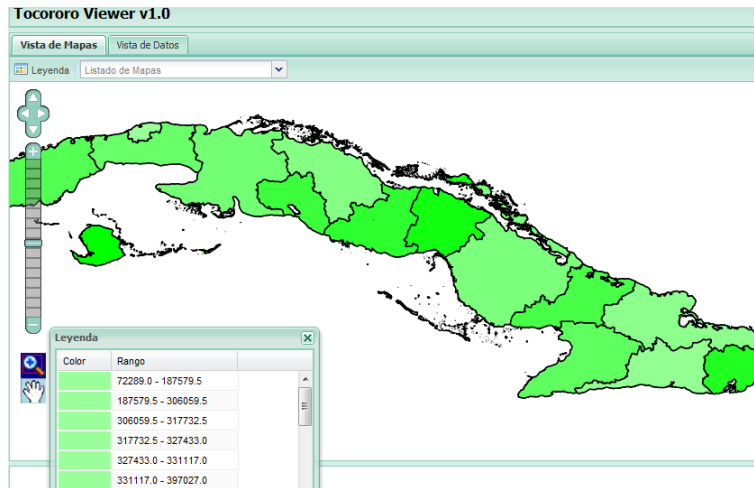 Tocororo Viewer v1.0
Vista de Mapas Vista de Datos
Leyenda Listado de Mapas
Leyenda
Color Rango
72289.0 - 187579.5
187579.5 - 306059.5
306059.5 - 317732.5
317732.5 - 327433.0
327433.0 - 331117.0
331117.0 - 397027.0